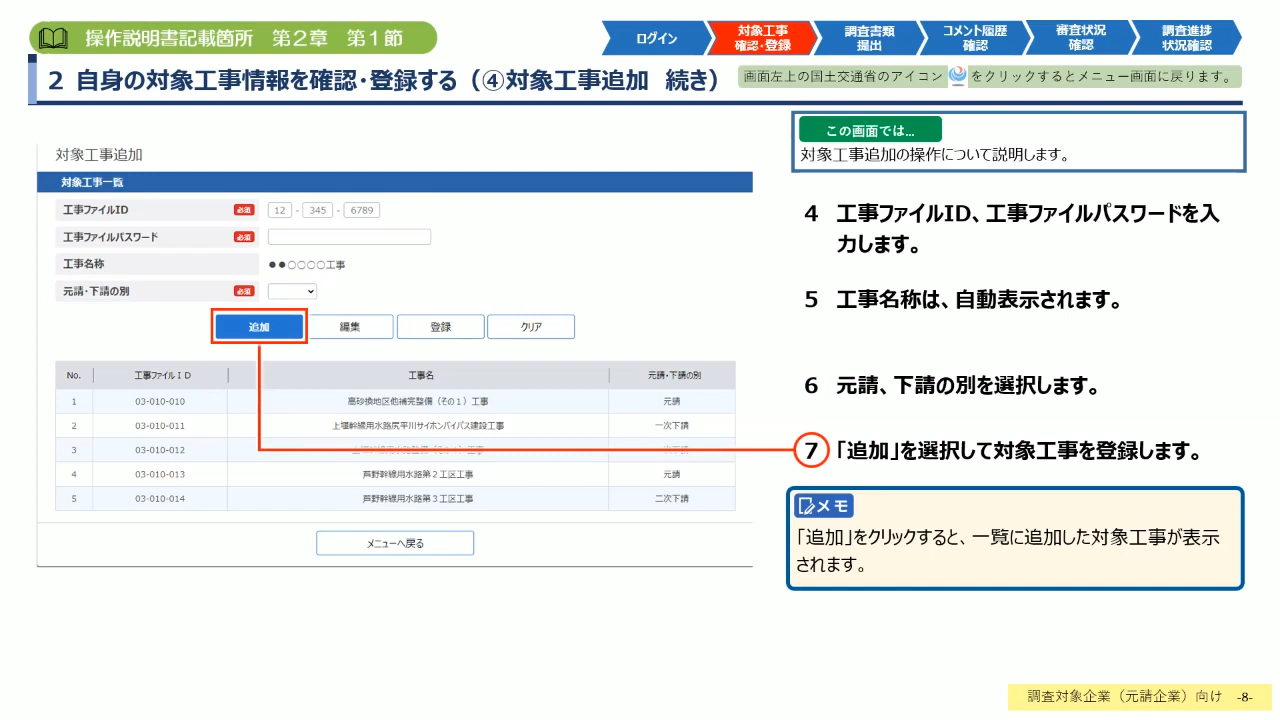 操作説明書記載箇所　第２章　第１節
ログイン
対象工事
確認・登録
調査書類
提出
コメント履歴
確認
審査状況
確認
調査進捗
状況確認
2 自身の対象工事情報を確認・登録する（④対象工事追加　続き）
画面左上の国土交通省のアイコン をクリックするとメニュー画面に戻ります。
この画面では…
対象工事追加の操作について説明します。
対象工事追加
対象工事一覧
工事ファイルID 必須 12 - 345 - 6789
工事ファイルパスワード 必須
工事名称 ●●○○○○工事
元請・下請の別 必須
追加 編集 登録 クリア
No. 工事ファイルＩＤ 工事名 元請・下請の別
1 03-010-010 高砂換地区他補完整備（その１）工事 元請
2 03-010-011 上堰幹線用水路尻平川サイホンバイパス建設工事 一次下請
3 03-010-012
4 03-010-013 芦野幹線用水路第２工区工事 元請
5 03-010-014 芦野幹線用水路第３工区工事 二次下請
メニューへ戻る
4 工事ファイルID、工事ファイルパスワードを入
力します。
5 工事名称は、自動表示されます。
6 元請、下請の別を選択します。
7 「追加」を選択して対象工事を登録します。
メモ
「追加」をクリックすると、一覧に追加した対象工事が表示
されます。
調査対象企業（元請企業）向け -8-